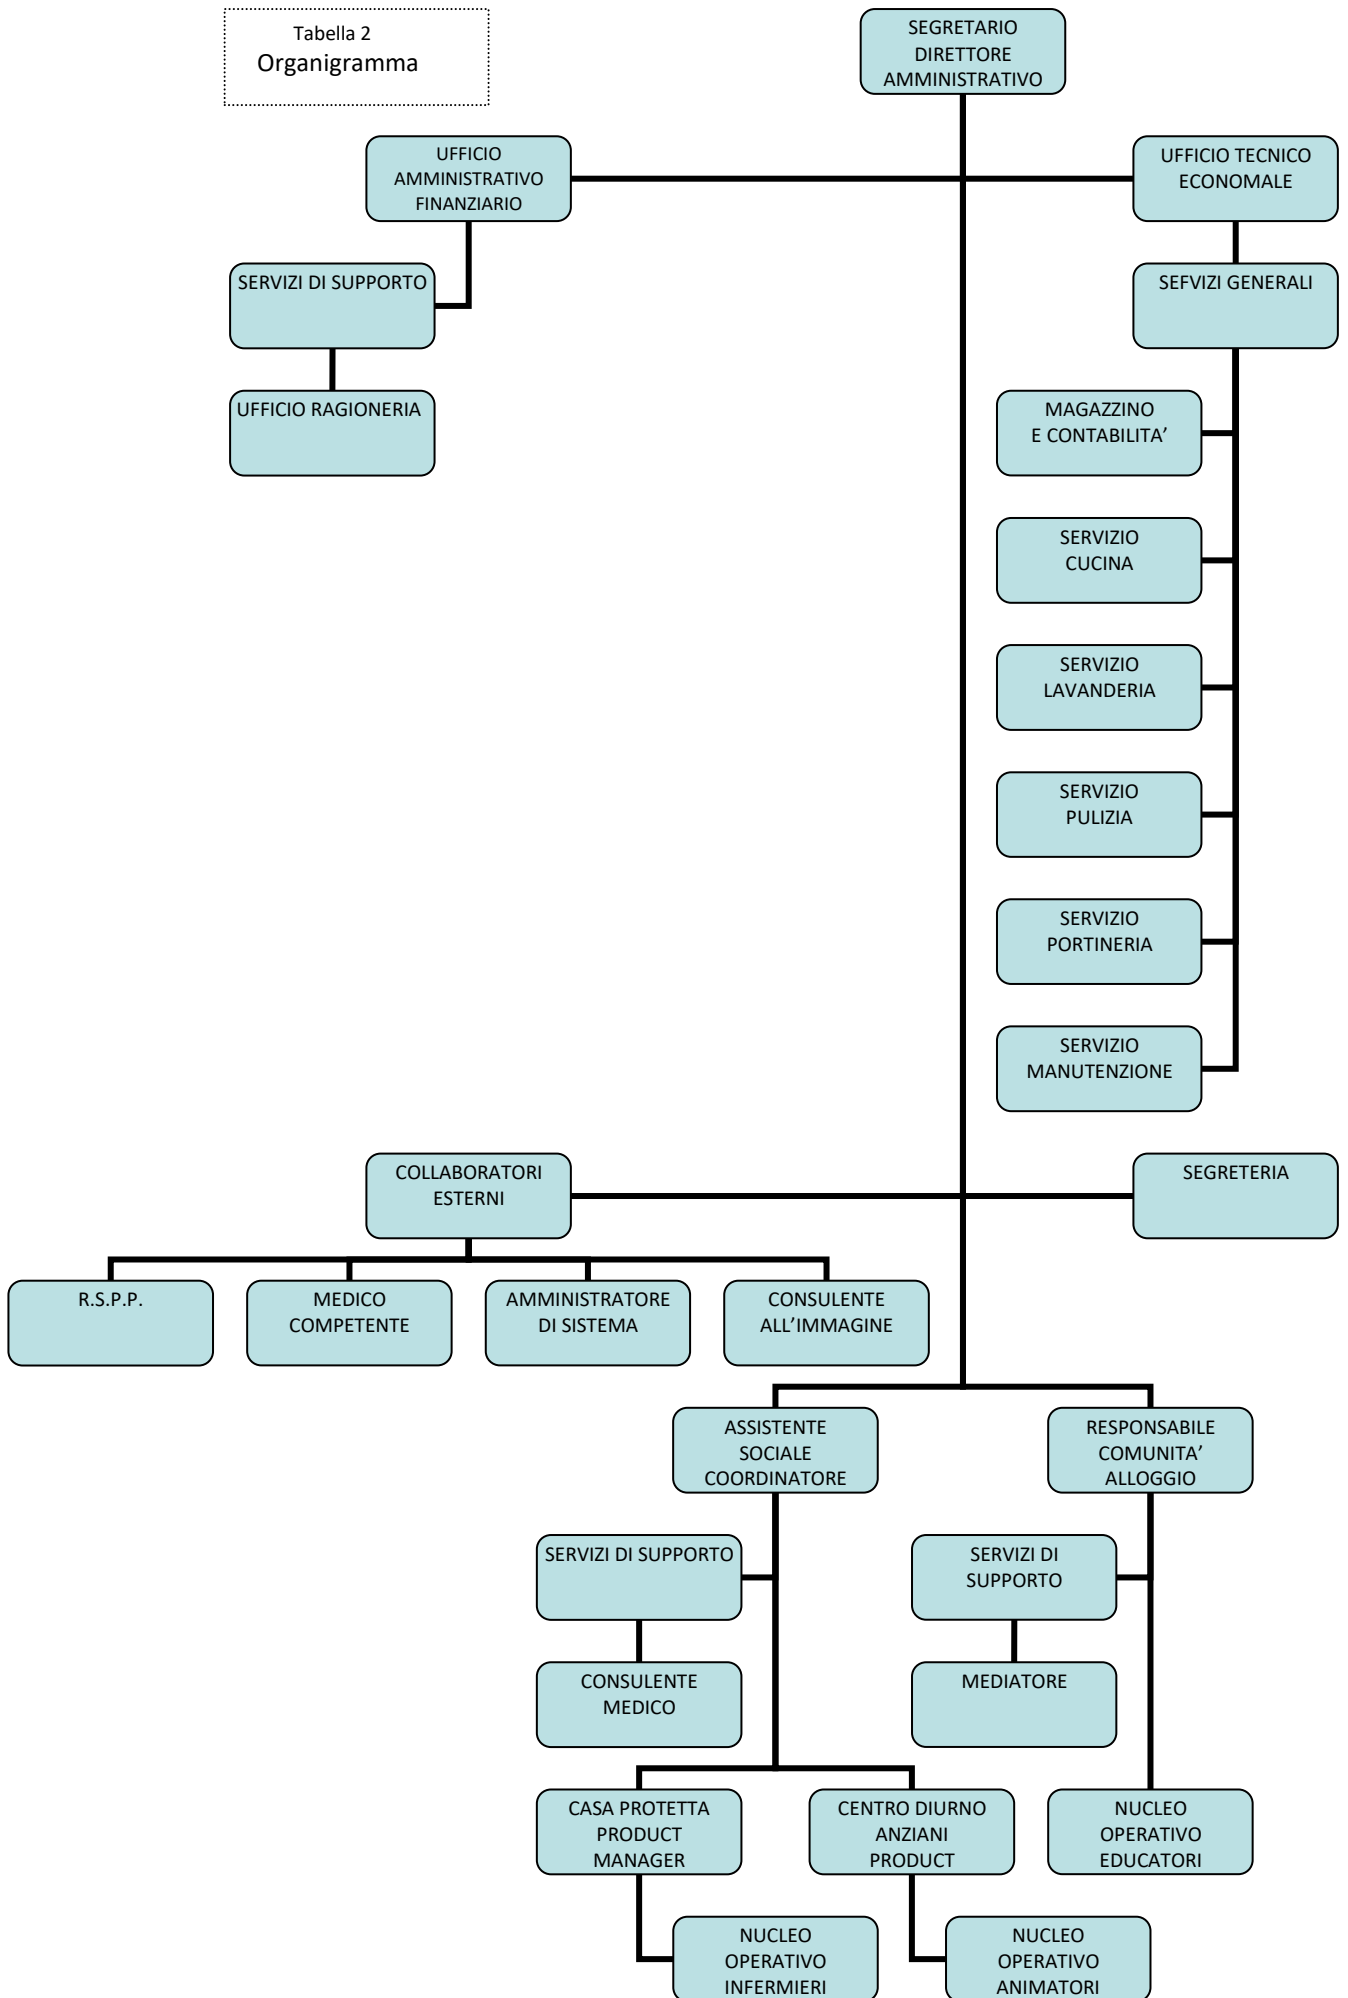 Tabella 2
Organigramma
SEGRETARIO
DIRETTORE
AMMINISTRATIVO
UFFICIO
AMMINISTRATIVO
FINANZIARIO
UFFICIO TECNICO
ECONOMALE
SERVIZI DI SUPPORTO
SEFVIZI GENERALI
UFFICIO RAGIONERIA
MAGAZZINO
E CONTABILITA’
SERVIZIO
CUCINA
SERVIZIO
LAVANDERIA
SERVIZIO
PULIZIA
SERVIZIO
PORTINERIA
SERVIZIO
MANUTENZIONE
COLLABORATORI
ESTERNI
SEGRETERIA
R.S.P.P.
MEDICO
COMPETENTE
AMMINISTRATORE
DI SISTEMA
CONSULENTE
ALL’IMMAGINE
ASSISTENTE
SOCIALE
COORDINATORE
RESPONSABILE
COMUNITA’
ALLOGGIO
SERVIZI DI SUPPORTO
SERVIZI DI
SUPPORTO
CONSULENTE
MEDICO
MEDIATORE
CASA PROTETTA
PRODUCT
MANAGER
CENTRO DIURNO
ANZIANI
PRODUCT
NUCLEO
OPERATIVO
EDUCATORI
NUCLEO
OPERATIVO
INFERMIERI
NUCLEO
OPERATIVO
ANIMATORI